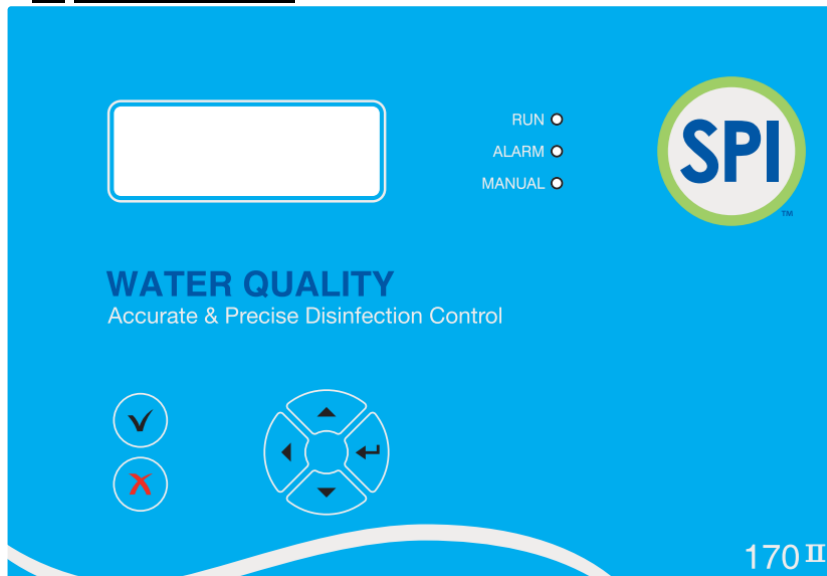 RUN
ALARM
MANUAL
SPI
TM
WATER QUALITY
Accurate & Precise Disinfection Control
170 II